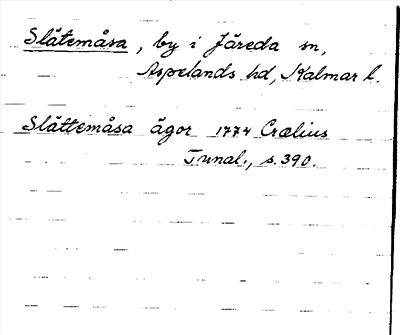 Slätemåsa, by i Järeda sn,
Aspelands hd, Kalmar l.
Slättemåsa ägor 1774 Crælius
Tunal., s. 390.